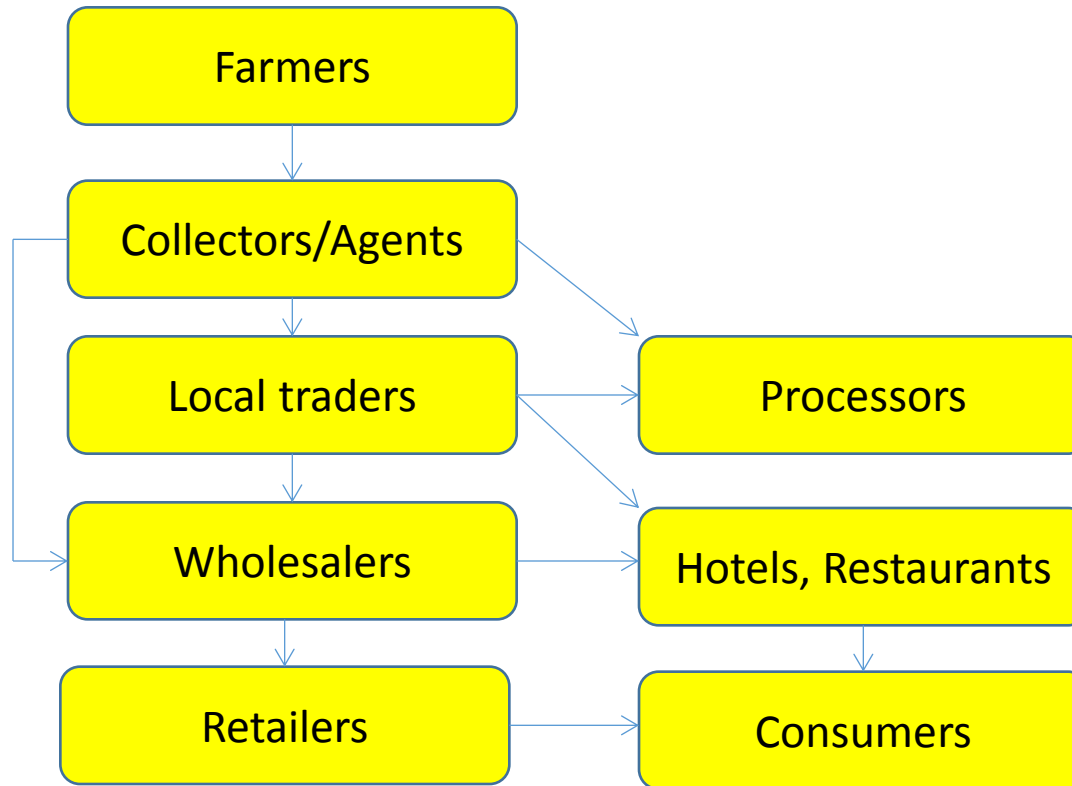 Farmers
Collectors/Agents
Local traders
Processors
Wholesalers
Hotels, Restaurants
Retailers
Consumers